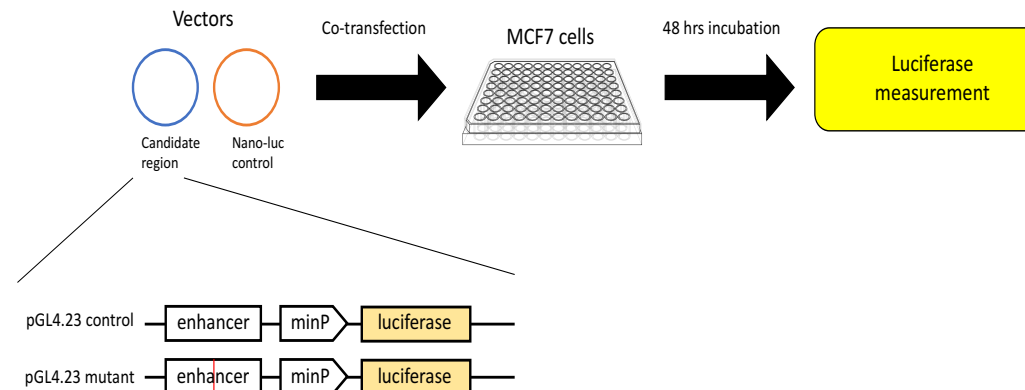 Vectors
Co-transfection
MCF7 cells
48 hrs incubation
Luciferase
measurement
Candidate
region
Nano-luc
control
pGL4.23 control
enhancer
minP
luciferase
pGL4.23 mutant
enhancer
minP
luciferase